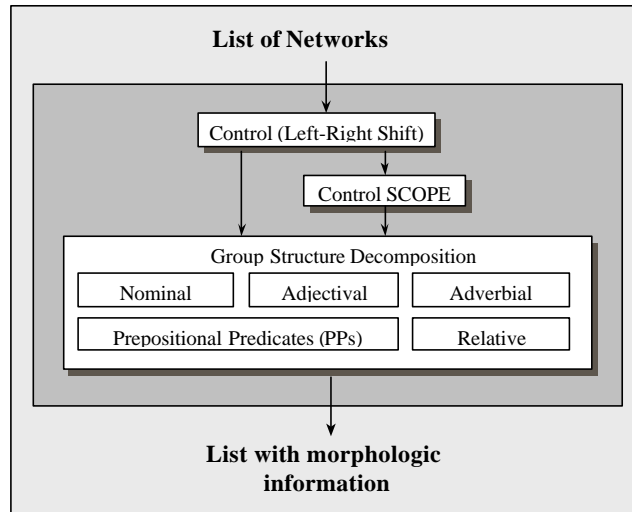 List of Networks
Control (Left-Right Shift)
Control SCOPE
Group Structure Decomposition
Nominal
Adjectival
Adverbial
Prepositional Predicates (PPs)
Relative
List with morphologic
information